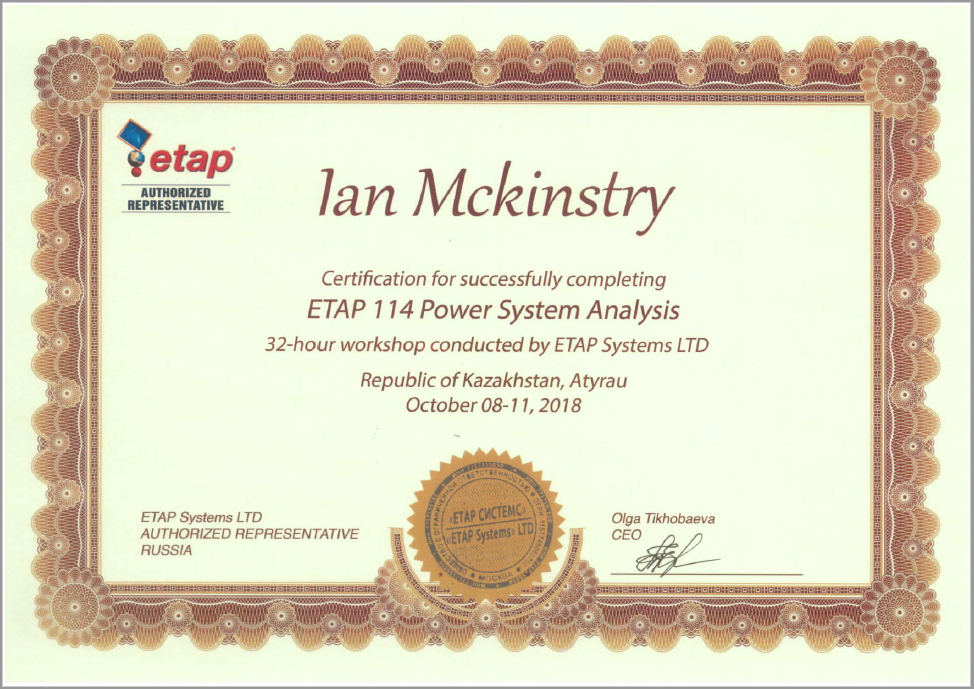 etap
AUTHORIZED
REPRESENTATIVE
Ian Mckinstry
Certification for successfully completing
ETAP 114 Power System Analysis
32-hour workshop conducted by ETAP Systems LTD
Republic of Kazakhstan, Atyrau
October 08-11, 2018
«ЕТАР СИСТЕМС»
«ETAP Systems» LTD
МОСКВА
ETAP Systems LTD
AUTHORIZED REPRESENTATIVE
RUSSIA
Olga Tikhobaeva
CEO